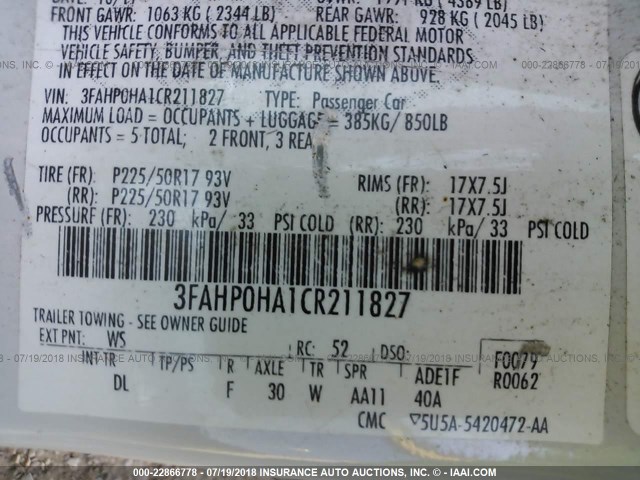 FRONT GAWR: 1063 KG ( 2344 LB) REAR GAWR: 928 KG ( 2045 LB)
THIS VEHICLE CONFORMS TO ALL APPLICABLE FEDERAL MOTOR
VEHICLE SAFETY, BUMPER, AND THEFT PREVENTION STANDARDS
IN EFFECT ON THE DATE OF MANUFACTURE SHOWN ABOVE.
VIN: 3FAHP0HA1CR211827 TYPE: Passenger Car
MAXIMUM LOAD = OCCUPANTS + LUGGAGE = 385KG/ 850LB
OCCUPANTS = 5 TOTAL; 2 FRONT, 3 REA
TIRE (FR): P225/50R17 93V RIMS (FR): 17X7.5J
(RR): P225/50R17 93V (RR): 17X7.5J
PRESSURE (FR): 230 kPa/ 33 PSI COLD (RR): 230 kPa/ 33 PSI COLD
3FAHP0HA1CR211827
TRAILER TOWING - SEE OWNER GUIDE
EXT PNT: WS RC: 52 DSO: F0079
INT TR TP/PS R AXLE TR SPR ADE1F R0062
DL F 30 W AA11 40A
CMC ▽5U5A-5420472-AA
000-22866778 - 07/19/2018 - INSURANCE AUTO AUCTIONS, INC. - © - IAAI.COM